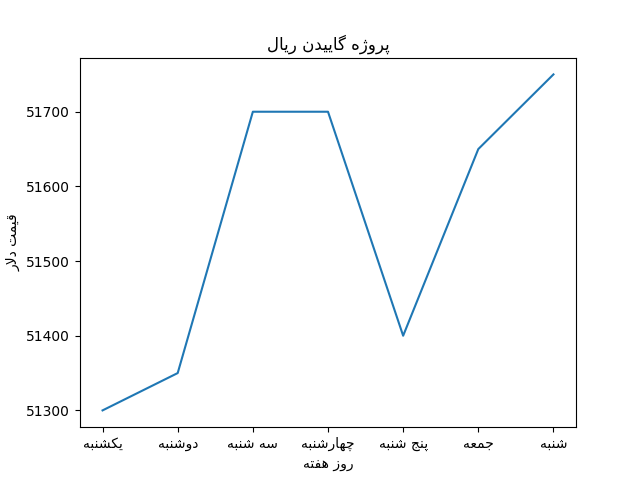 پروژه گاییدن ریال
قیمت دلار
51700
51600
51500
51400
51300
یکشنبه دوشنبه سه شنبه چهارشنبه پنج شنبه جمعه شنبه
روز هفته